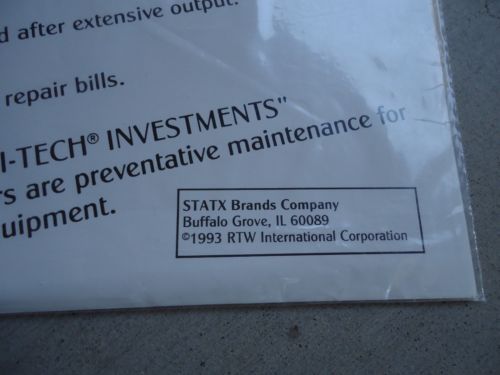 d after extensive output.
repair bills.
I-TECH® INVESTMENTS"
rs are preventative maintenance for
uipment.
STATX Brands Company
Buffalo Grove, IL 60089
©1993 RTW International Corporation